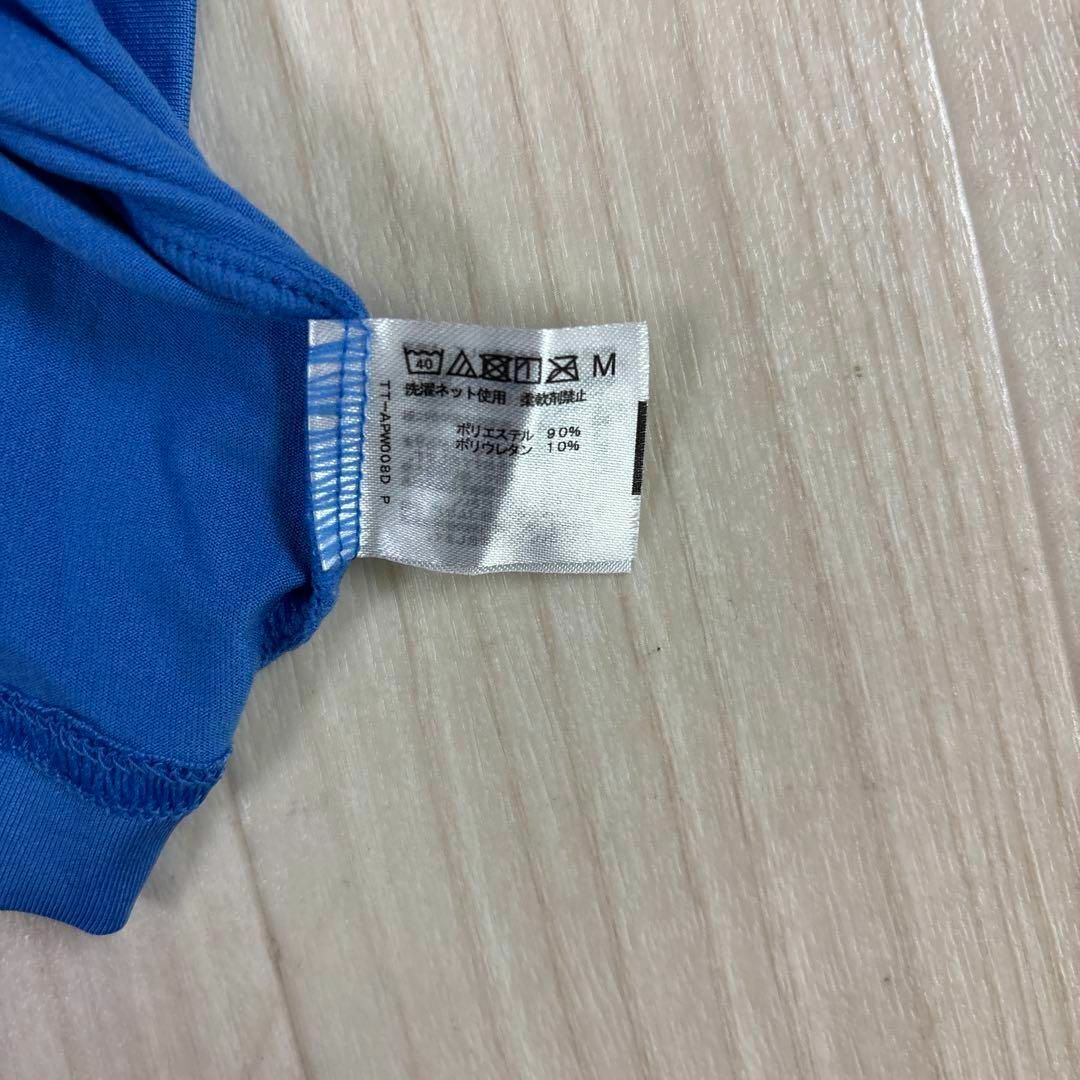 40 M
洗濯ネット使用 柔軟剤禁止
ポリエステル 90%
ポリウレタン 10%
TT-APW008D P